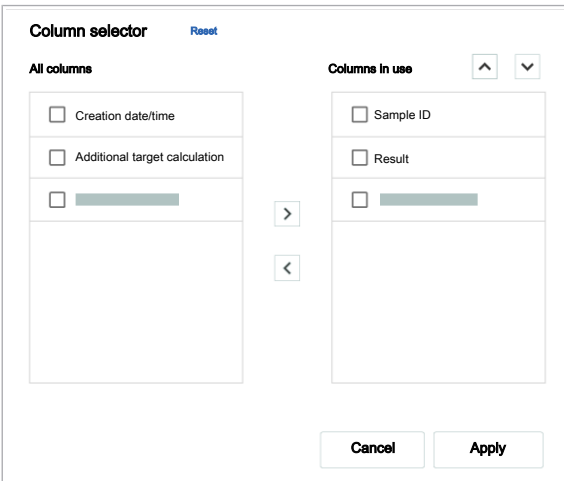 Column selector
Reset
All columns
Columns in use
Creation date/time
Additional target calculation
Sample ID
Result
Cancel
Apply